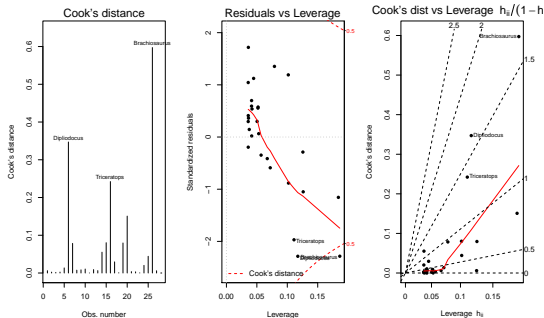 Cook's distance
Residuals vs Leverage
Cook's dist vs Leverage hᵢᵢ/(1 − h
Cook's distance
0.0
0.1
0.2
0.3
0.4
0.5
0.6
Brachiosaurus
Dipliodocus
Triceratops
0
5
10
15
20
25
Obs. number
Standardized residuals
−2
−1
0
1
2
0.5
0.5
Triceratops
Cook's distance
0.00
0.05
0.10
0.15
Leverage
Cook's distance
0.0
0.1
0.2
0.3
0.4
0.5
0.6
2.5
2
1.5
1
0.5
0
Brachiosaurus
Dipliodocus
Triceratops
0
0.05
0.1
0.15
Leverage hᵢᵢ